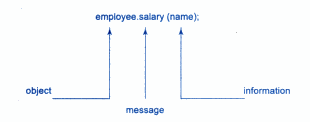 employee.salary (name);
object
information
message